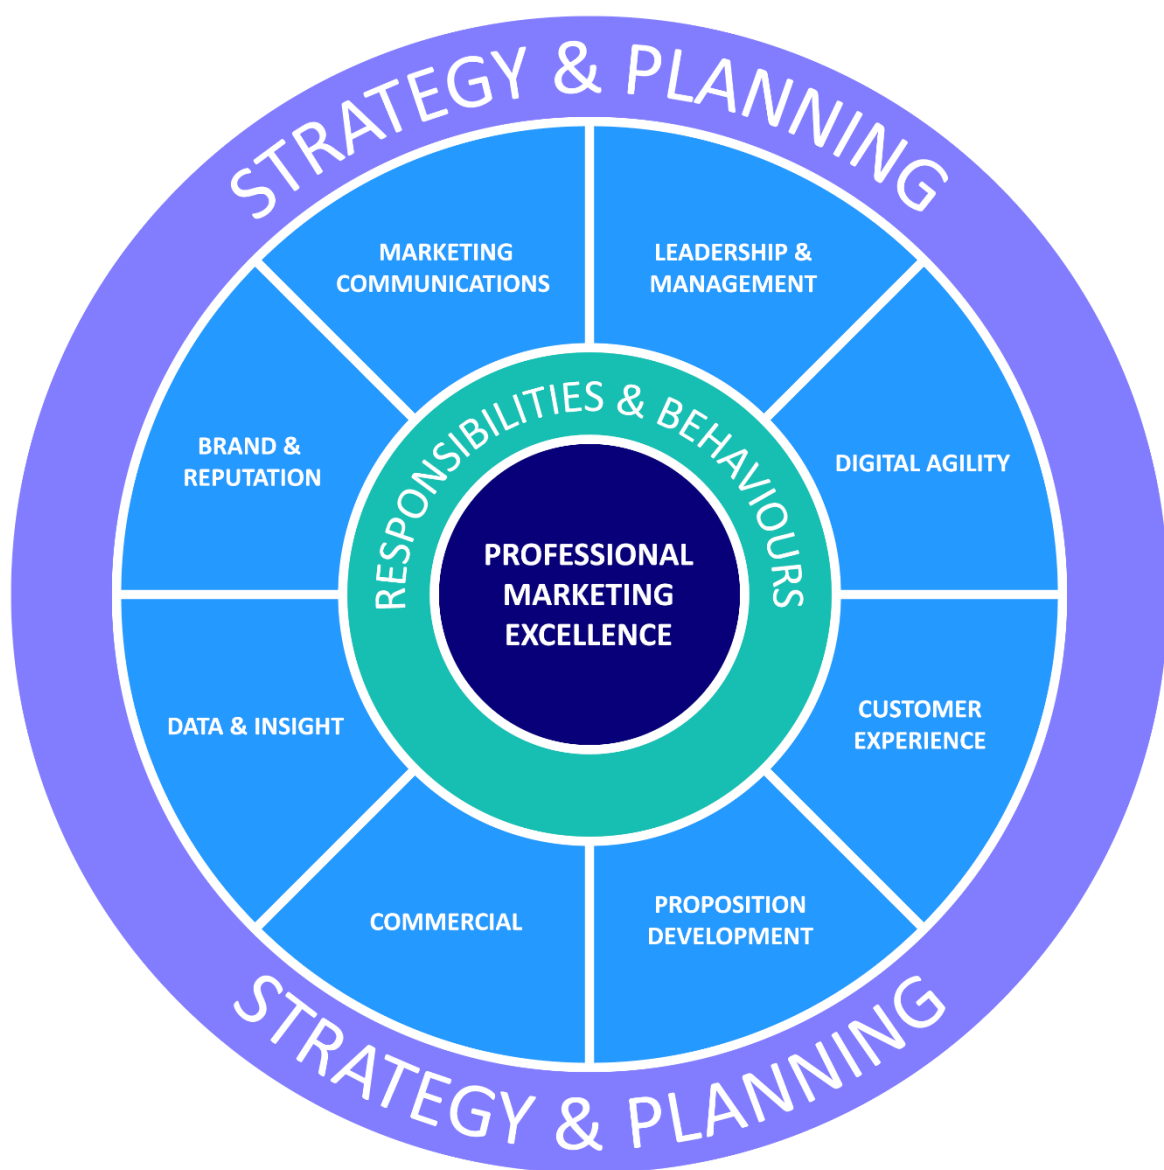 STRATEGY & PLANNING
MARKETING
COMMUNICATIONS
LEADERSHIP &
MANAGEMENT
BRAND &
REPUTATION
DIGITAL AGILITY
RESPONSIBILITIES & BEHAVIOURS
PROFESSIONAL
MARKETING
EXCELLENCE
DATA & INSIGHT
CUSTOMER
EXPERIENCE
COMMERCIAL
PROPOSITION
DEVELOPMENT
STRATEGY & PLANNING